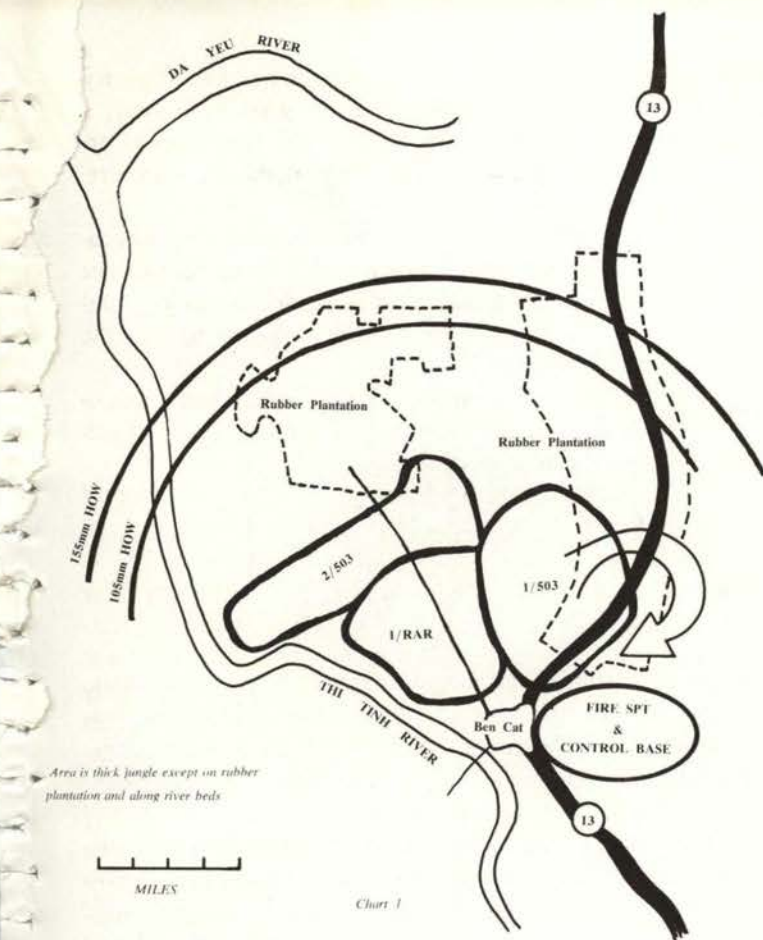 DA YEU RIVER
13
Rubber Plantation
Rubber Plantation
155mm HOW
105mm HOW
2/503
1/503
1/RAR
THI TINH RIVER
Ben Cat
FIRE SPT
&
CONTROL BASE
Area is thick jungle except on rubber
plantation and along river beds
13
MILES
Chart 1